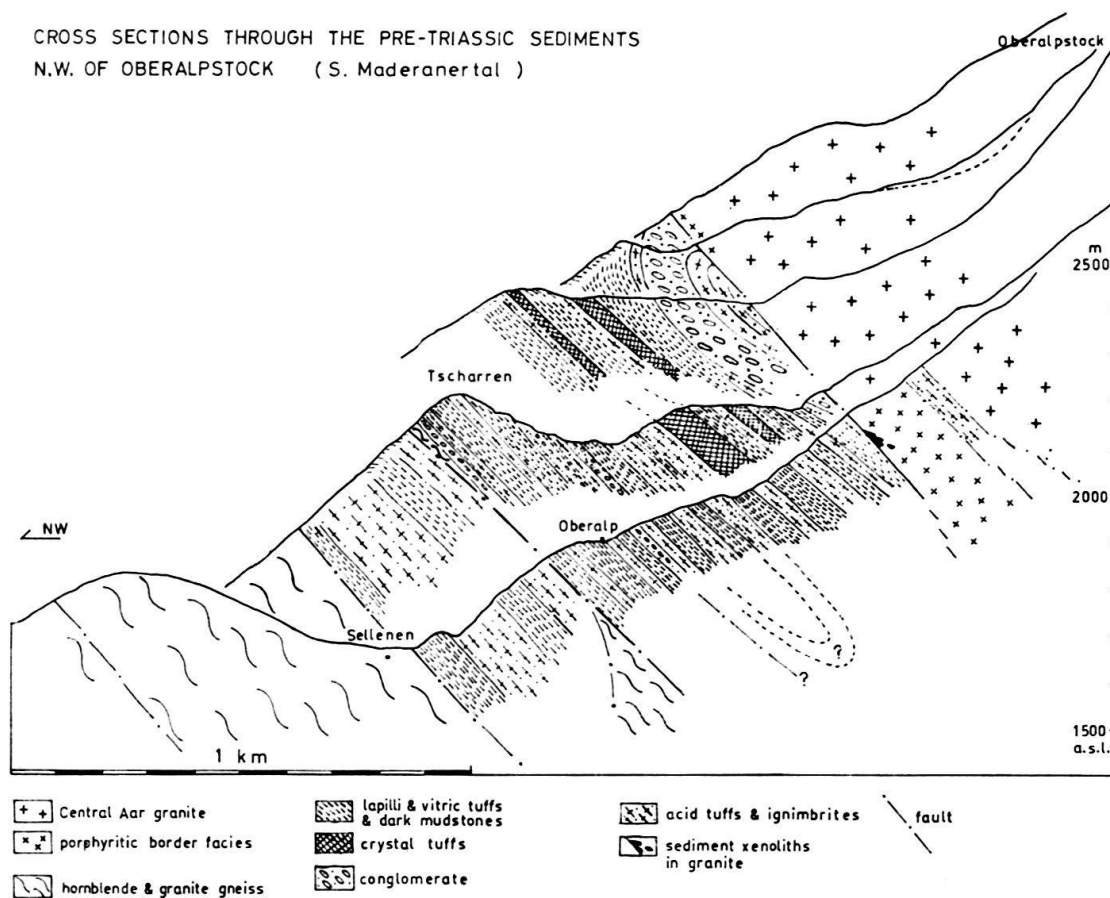 CROSS SECTIONS THROUGH THE PRE-TRIASSIC SEDIMENTS
N.W. OF OBERALPSTOCK (S. Maderanertal)
Oberalpstock
m
2500
Tscharren
2000
NW
Oberalp
Sellenen
?
?
1500
a.s.l.
1 km
Central Aar granite
porphyritic border facies
hornblende & granite gneiss
lapilli & vitric tuffs
& dark mudstones
crystal tuffs
conglomerate
acid tuffs & ignimbrites
sediment xenoliths
in granite
fault